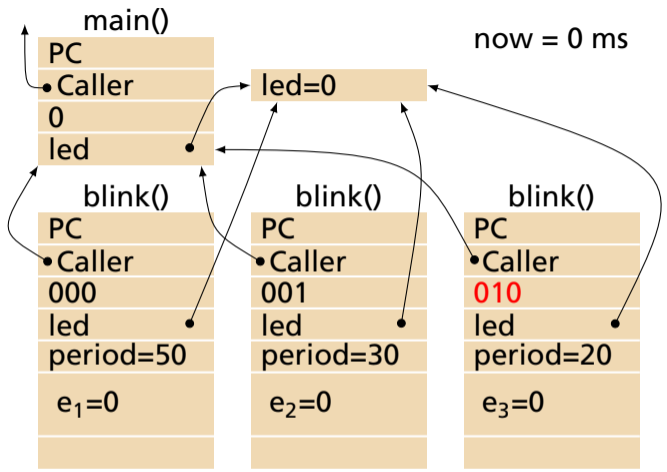 main()
PC
Caller
0
led
led=0
now = 0 ms
blink()
PC
Caller
000
led
period=50
e₁=0
blink()
PC
Caller
001
led
period=30
e₂=0
blink()
PC
Caller
010
led
period=20
e₃=0